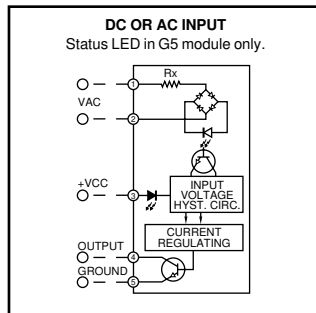 DC OR AC INPUT
Status LED in G5 module only.
Rx
1
VAC
2
+VCC
3
INPUT
VOLTAGE
HYST. CIRC.
CURRENT
REGULATING
OUTPUT
4
GROUND
5